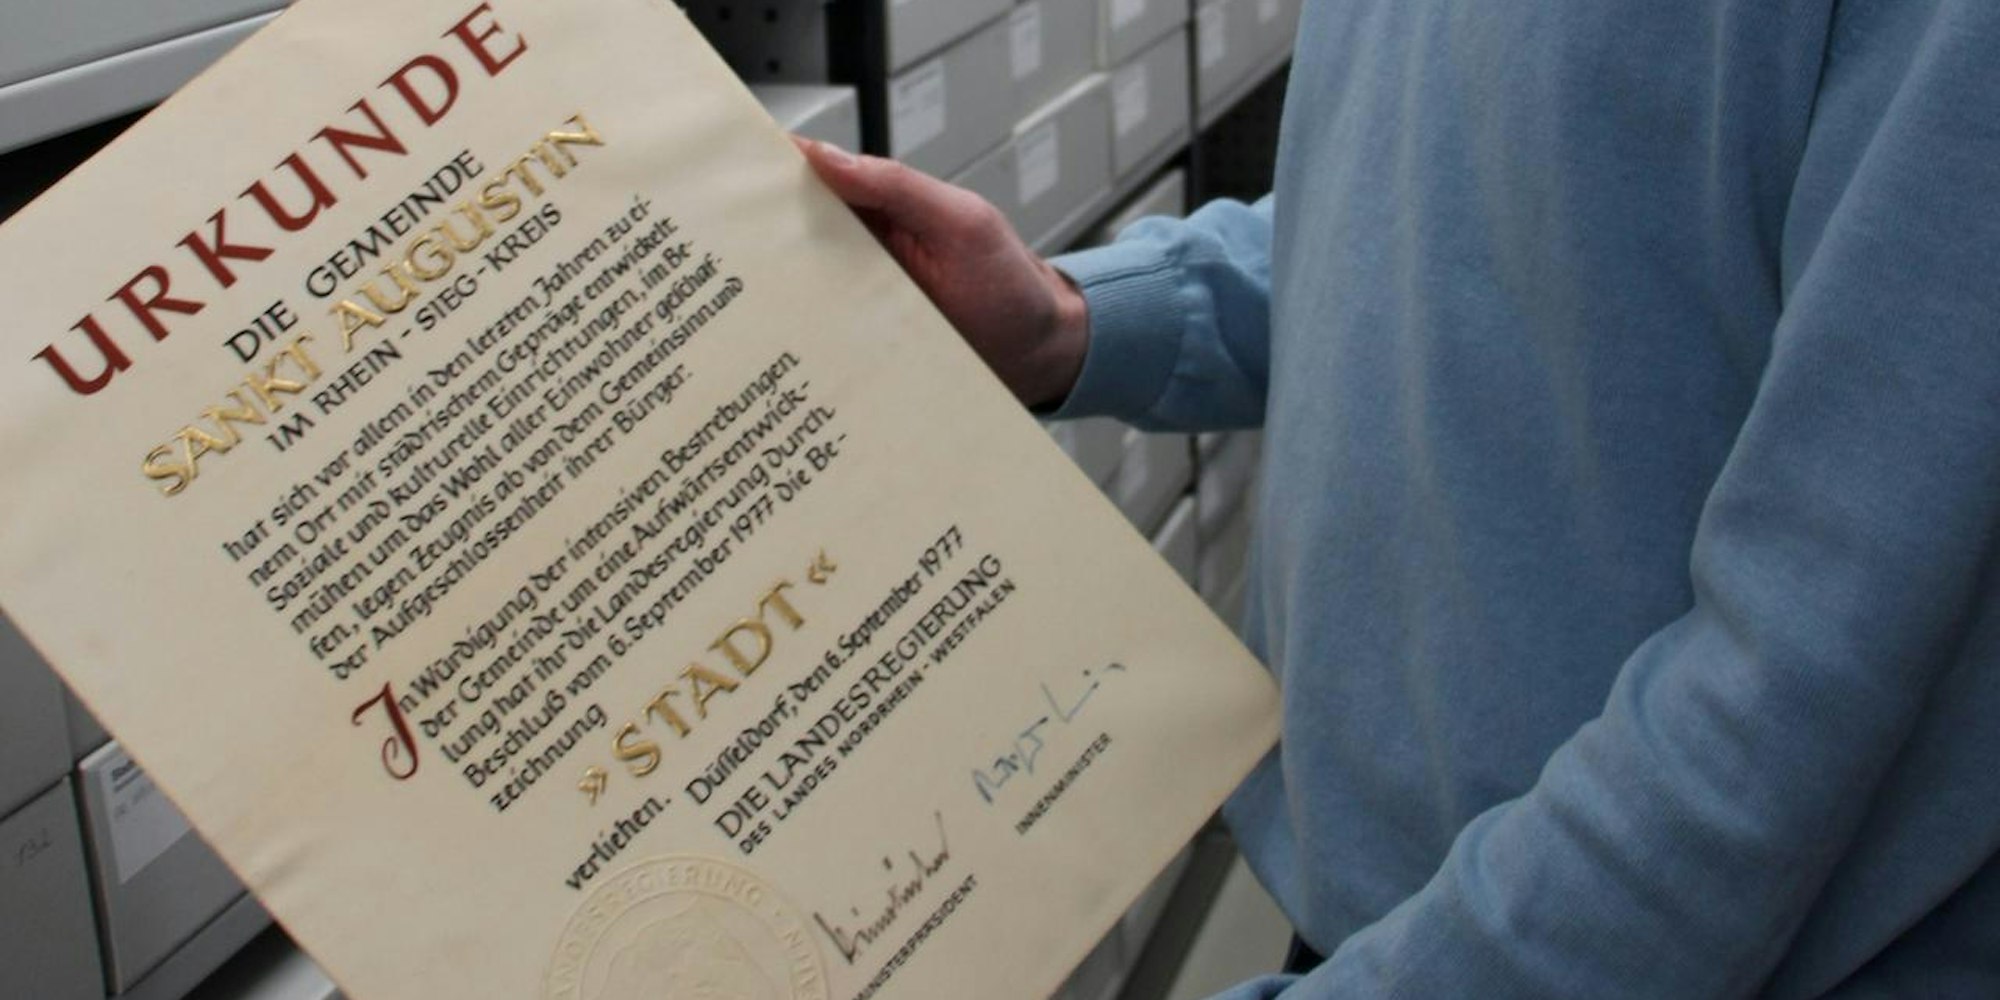 URKUNDE
DIE GEMEINDE
SANKT AUGUSTIN
IM RHEIN-SIEG-KREIS
hat sich vor allem in den letzten Jahren zu ei-
nem Ort mit städtischem Gepräge entwickelt.
Soziale und kulturelle Einrichtungen, im Be-
mühen um das Wohl aller Einwohner geschaf-
fen, legen Zeugnis ab von dem Gemeinsinn und
der Aufgeschlossenheit ihrer Bürger.
In Würdigung der intensiven Bestrebungen
der Gemeinde um eine Aufwärtsentwick-
lung hat ihr die Landesregierung durch
Beschluß vom 6. September 1977 die Be-
zeichnung
»STADT«
verliehen.
Düsseldorf, den 6. September 1977
DIE LANDESREGIERUNG
DES LANDES NORDRHEIN-WESTFALEN
INNENMINISTER
MINISTERPRÄSIDENT
ANDESREGIERUNG